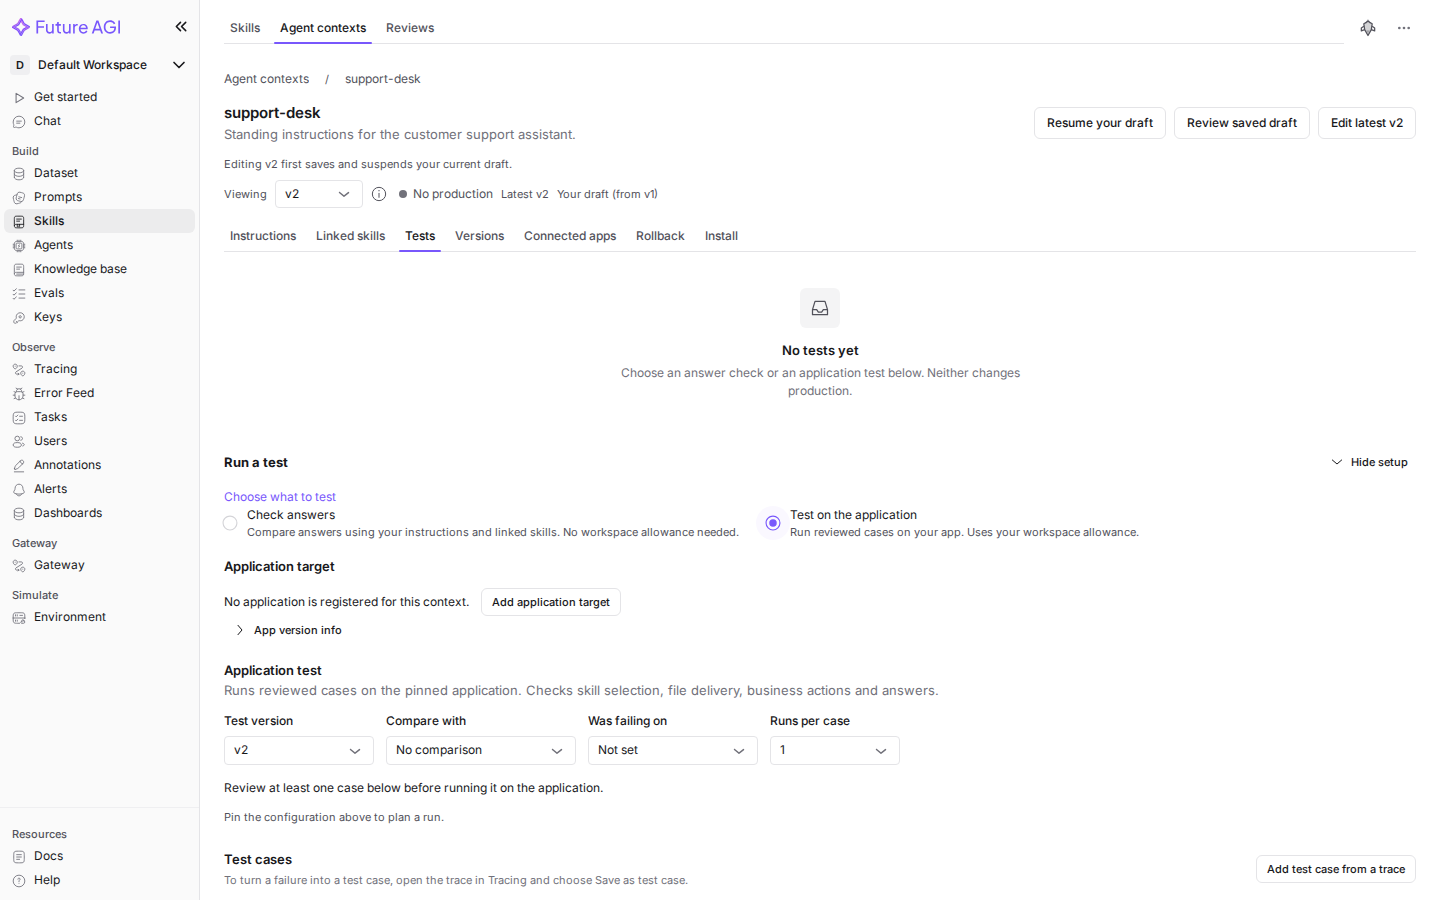 Future AGI
D Default Workspace
Get started
Chat
Build
Dataset
Prompts
Skills
Agents
Knowledge base
Evals
Keys
Observe
Tracing
Error Feed
Tasks
Users
Annotations
Alerts
Dashboards
Gateway
Gateway
Simulate
Environment
Resources
Docs
Help
Skills Agent contexts Reviews
Agent contexts / support-desk
support-desk
Standing instructions for the customer support assistant.
Resume your draft Review saved draft Edit latest v2
Editing v2 first saves and suspends your current draft.
Viewing v2 No production Latest v2 Your draft (from v1)
Instructions Linked skills Tests Versions Connected apps Rollback Install
No tests yet
Choose an answer check or an application test below. Neither changes
production.
Run a test
Hide setup
Choose what to test
Check answers
Compare answers using your instructions and linked skills. No workspace allowance needed.
Test on the application
Run reviewed cases on your app. Uses your workspace allowance.
Application target
No application is registered for this context. Add application target
App version info
Application test
Runs reviewed cases on the pinned application. Checks skill selection, file delivery, business actions and answers.
Test version Compare with Was failing on Runs per case
v2 No comparison Not set 1
Review at least one case below before running it on the application.
Pin the configuration above to plan a run.
Test cases
To turn a failure into a test case, open the trace in Tracing and choose Save as test case.
Add test case from a trace